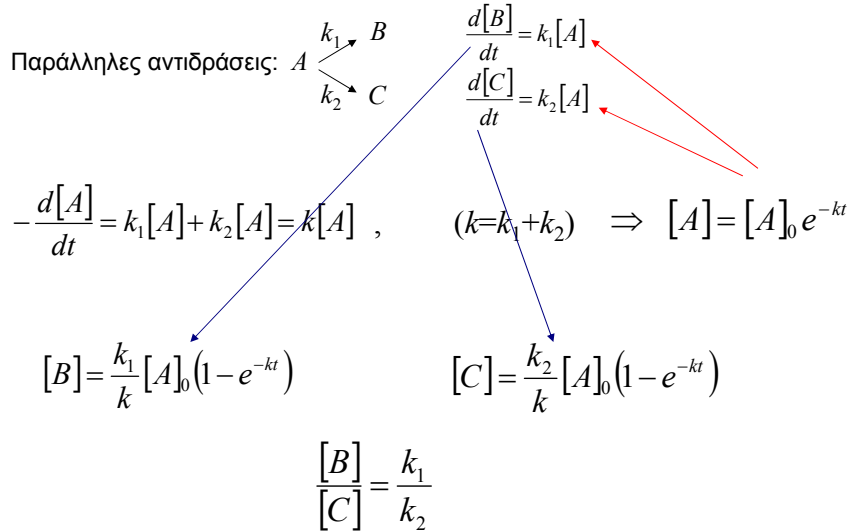 Παράλληλες αντιδράσεις: A k₁ B k₂ C
d[B]/dt = k₁[A]
d[C]/dt = k₂[A]
−d[A]/dt = k₁[A] + k₂[A] = k[A] , (k=k₁+k₂) ⇒ [A] = [A]₀ e^{−kt}
[B] = k₁/k [A]₀ (1 − e^{−kt})
[C] = k₂/k [A]₀ (1 − e^{−kt})
[B]/[C] = k₁/k₂